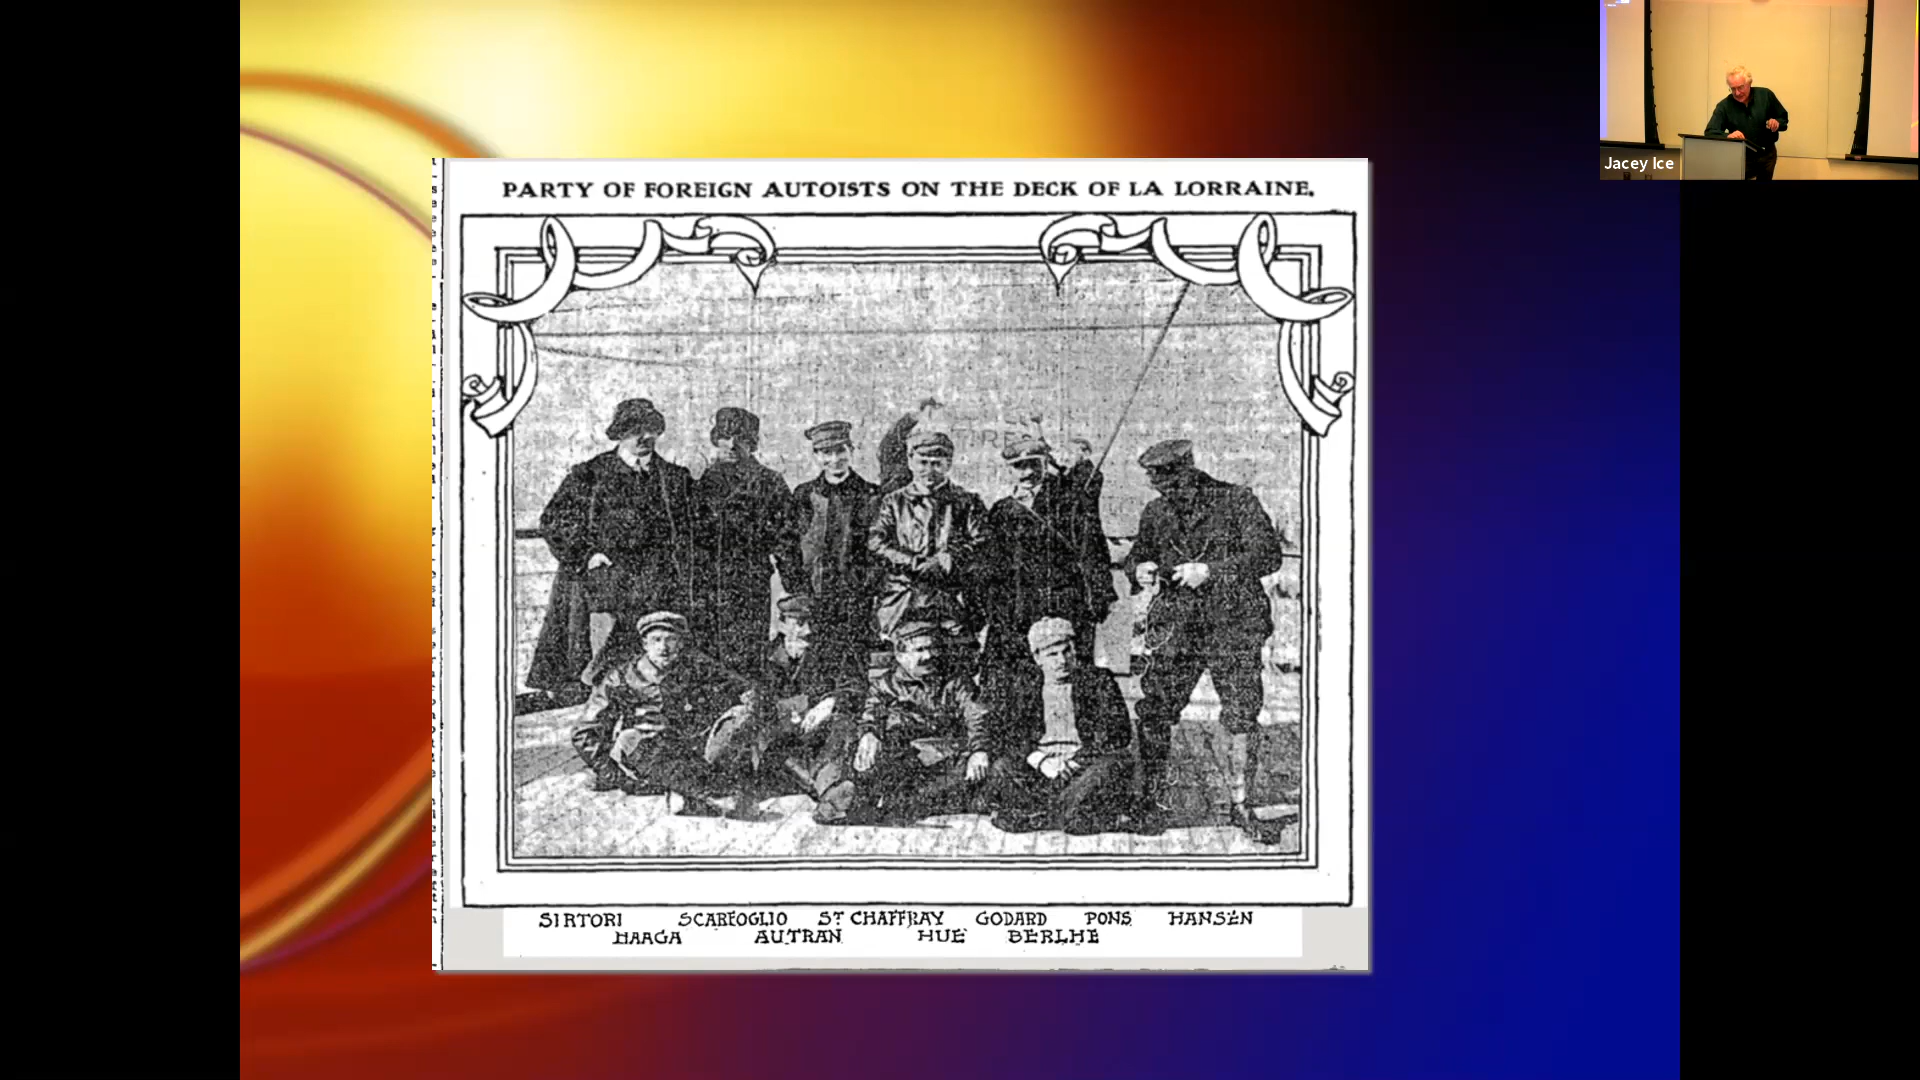 PARTY OF FOREIGN AUTOISTS ON THE DECK OF LA LORRAINE.
SIRTORI SCARFOGLIO ST CHAFFRAY GODARD PONS HANSEN
HAAGA AUTRAN HUE BERLHE
Jacey Ice